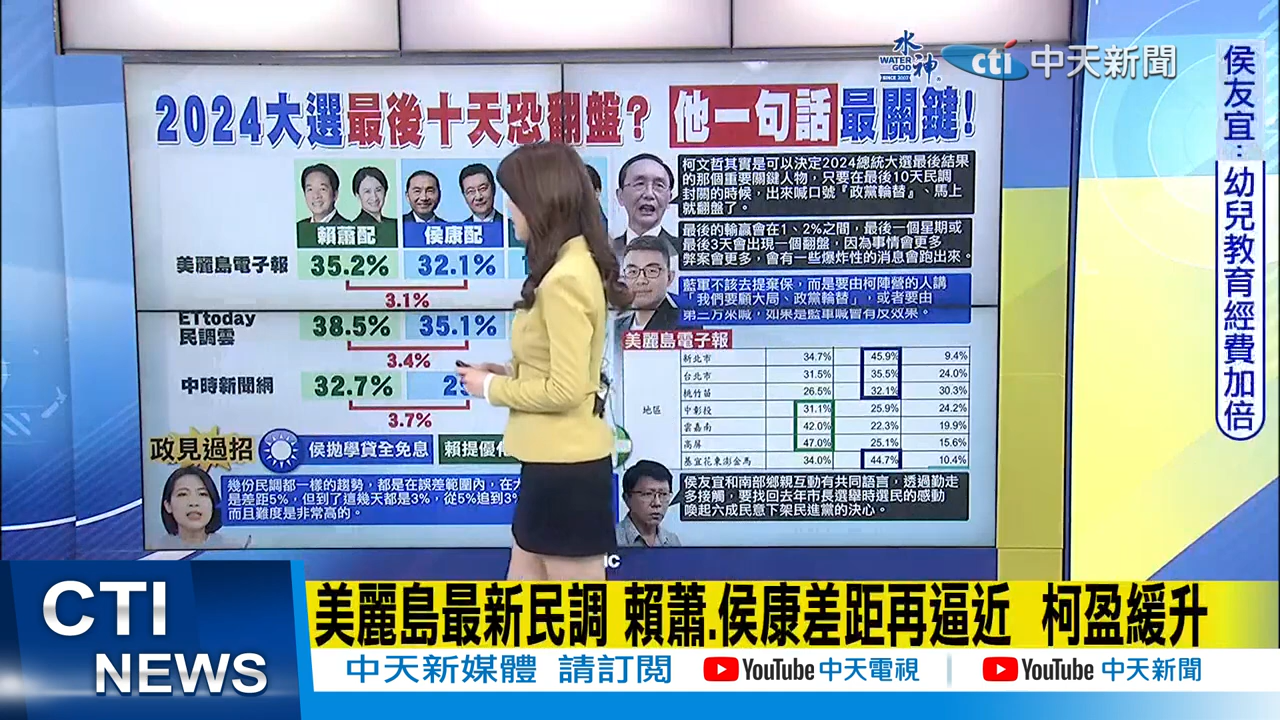 水神
WATER GOD
SINCE 2007
cti 中天新聞
侯友宜：幼兒教育經費加倍
2024大選最後十天恐翻盤？ 他一句話 最關鍵！
賴蕭配 侯康配
美麗島電子報 35.2% 32.1%
3.1%
ETtoday 民調雲 38.5% 35.1%
3.4%
中時新聞網 32.7%
3.7%
政見過招
侯拋學貸全免息
賴提優
幾份民調都一樣的趨勢，都是在誤差範圍內，在
是差距5%，但到了這幾天都是3%，從5%追到3%
而且難度是非常高的。
柯文哲其實是可以決定2024總統大選最後結果
的那個重要關鍵人物，只要在最後10天民調
封關的時候，出來喊口號『政黨輪替』、馬上
就翻盤了。
最後的輸贏會在1、2%之間，最後一個星期或
最後3天會出現一個翻盤，因為事情會更多
弊案會更多，會有一些爆炸性的消息會跑出來。
藍軍不該去提棄保，而是要由柯陣營的人講
「我們要顧大局、政黨輪替」，或者要由
第三方來喊，如果是藍軍喊會有反效果。
美麗島電子報
地區
新北市 34.7% 45.9% 9.4%
台北市 31.5% 35.5% 24.0%
桃竹苗 26.5% 32.1% 30.3%
中彰投 31.1% 25.9% 24.2%
雲嘉南 42.0% 22.3% 19.9%
高屏 47.0% 25.1% 15.6%
基宜花東澎金馬 34.0% 44.7% 10.4%
侯友宜和南部鄉親互動有共同語言，透過勤走
多接觸，要找回去年市長選舉時選民的感動
喚起六成民意下架民進黨的決心。
CTI NEWS
美麗島最新民調 賴蕭.侯康差距再逼近 柯盈緩升
中天新媒體 請訂閱 YouTube 中天電視 YouTube 中天新聞